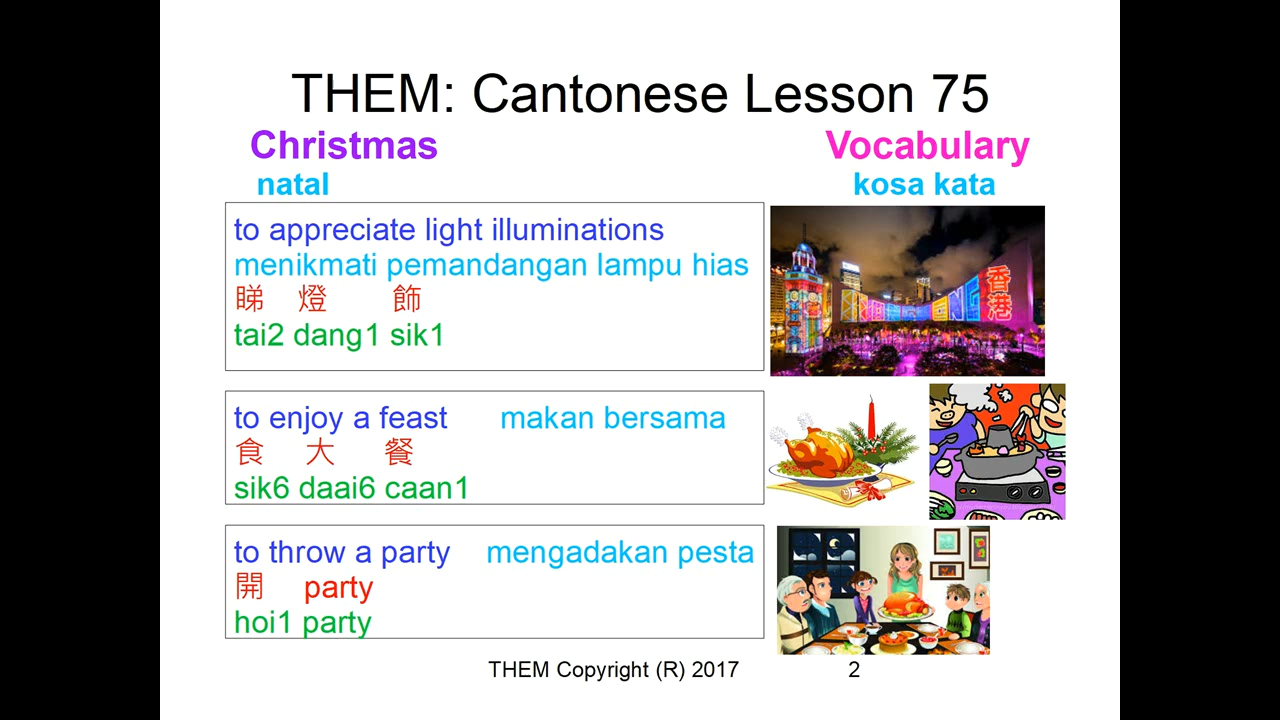 THEM: Cantonese Lesson 75
Christmas
Vocabulary
natal
kosa kata
to appreciate light illuminations
menikmati pemandangan lampu hias
睇 燈 飾
tai2 dang1 sik1
香港
to enjoy a feast makan bersama
食 大 餐
sik6 daai6 caan1
to throw a party mengadakan pesta
開 party
hoi1 party
THEM Copyright (R) 2017 2